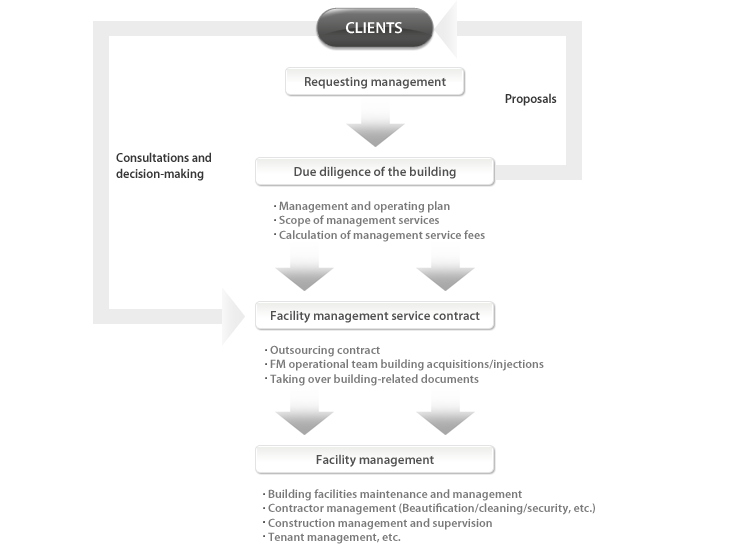 CLIENTS
Requesting management
Proposals
Consultations and
decision-making
Due diligence of the building
· Management and operating plan
· Scope of management services
· Calculation of management service fees
Facility management service contract
· Outsourcing contract
· FM operational team building acquisitions/injections
· Taking over building-related documents
Facility management
· Building facilities maintenance and management
· Contractor management (Beautification/cleaning/security, etc.)
· Construction management and supervision
· Tenant management, etc.